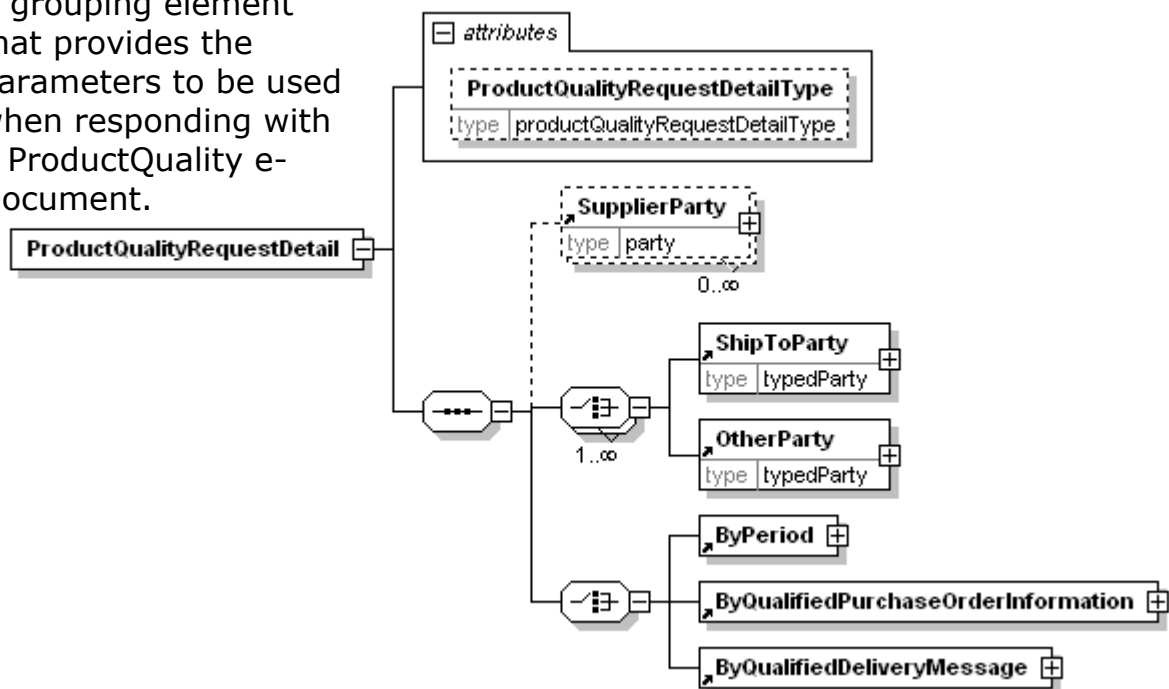 grouping element
hat provides the
arameters to be used
when responding with
ProductQuality e-
ocument.
attributes
ProductQualityRequestDetailType
type productQualityRequestDetailType
SupplierParty
type party
0..∞
ProductQualityRequestDetail
ShipToParty
type typedParty
1..∞
OtherParty
type typedParty
ByPeriod
ByQualifiedPurchaseOrderInformation
ByQualifiedDeliveryMessage